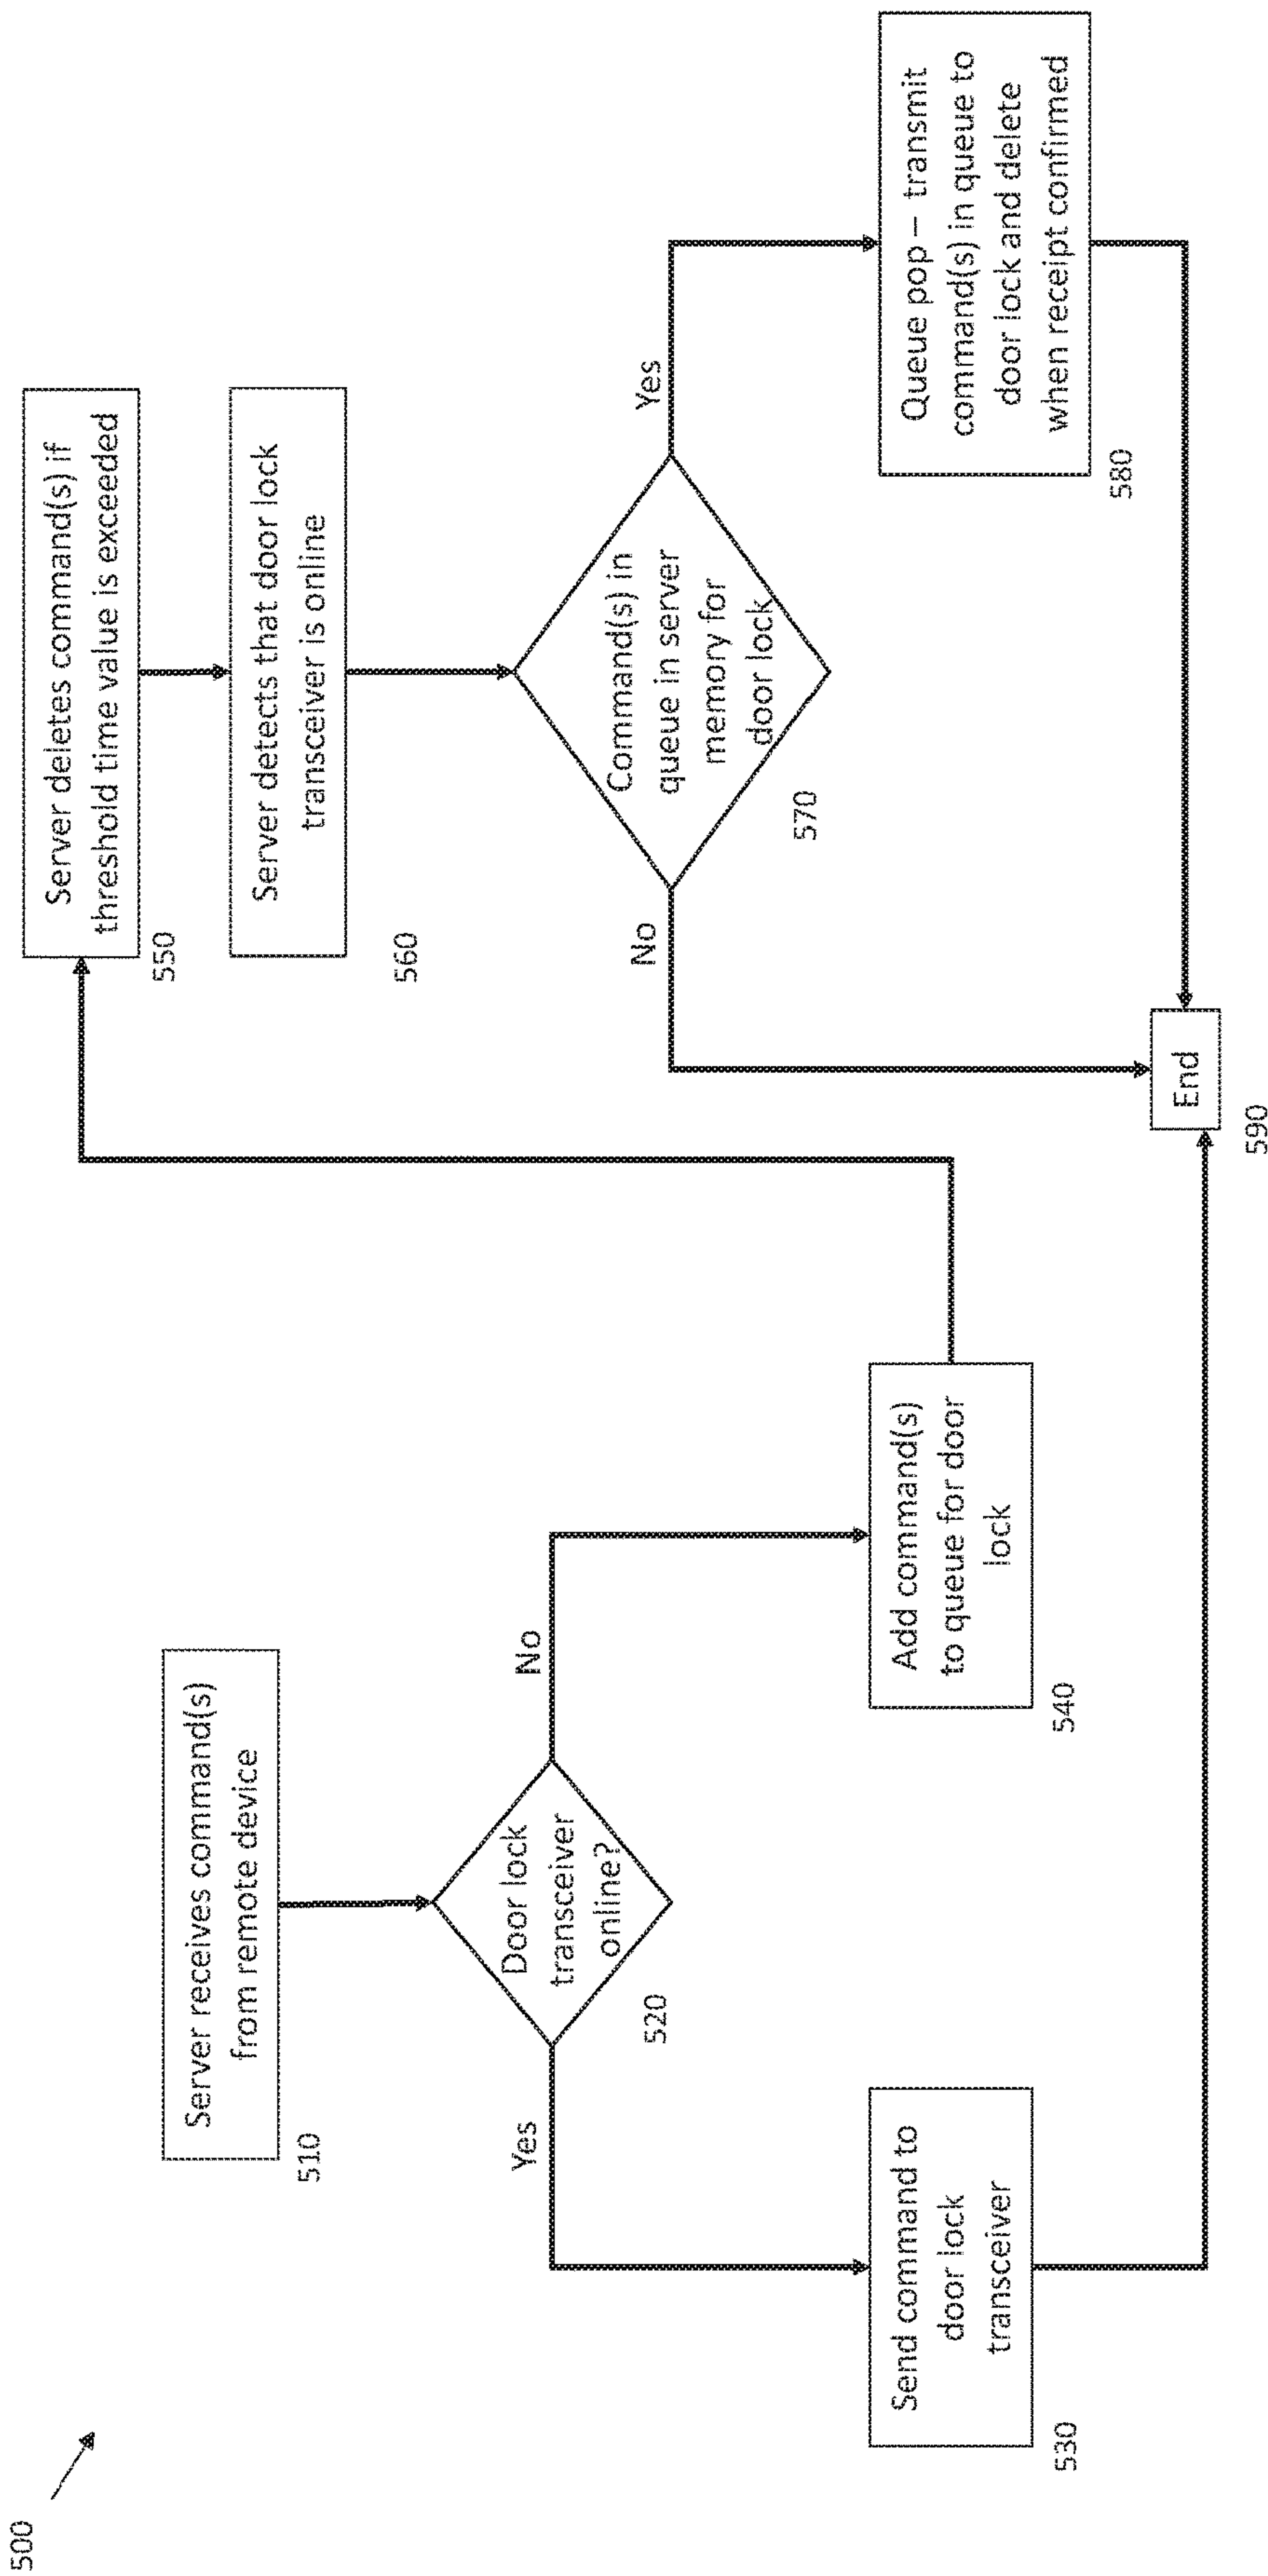 500
Server receives command(s)
from remote device
510
Door lock
transceiver
online?
520
Yes
No
Send command to
door lock
transceiver
530
Add command(s)
to queue for door
lock
540
Server deletes command(s) if
threshold time value is exceeded
550
Server detects that door lock
transceiver is online
560
Command(s) in
queue in server
memory for
door lock
570
No
Yes
Queue pop – transmit
command(s) in queue to
door lock and delete
when receipt confirmed
580
End
590